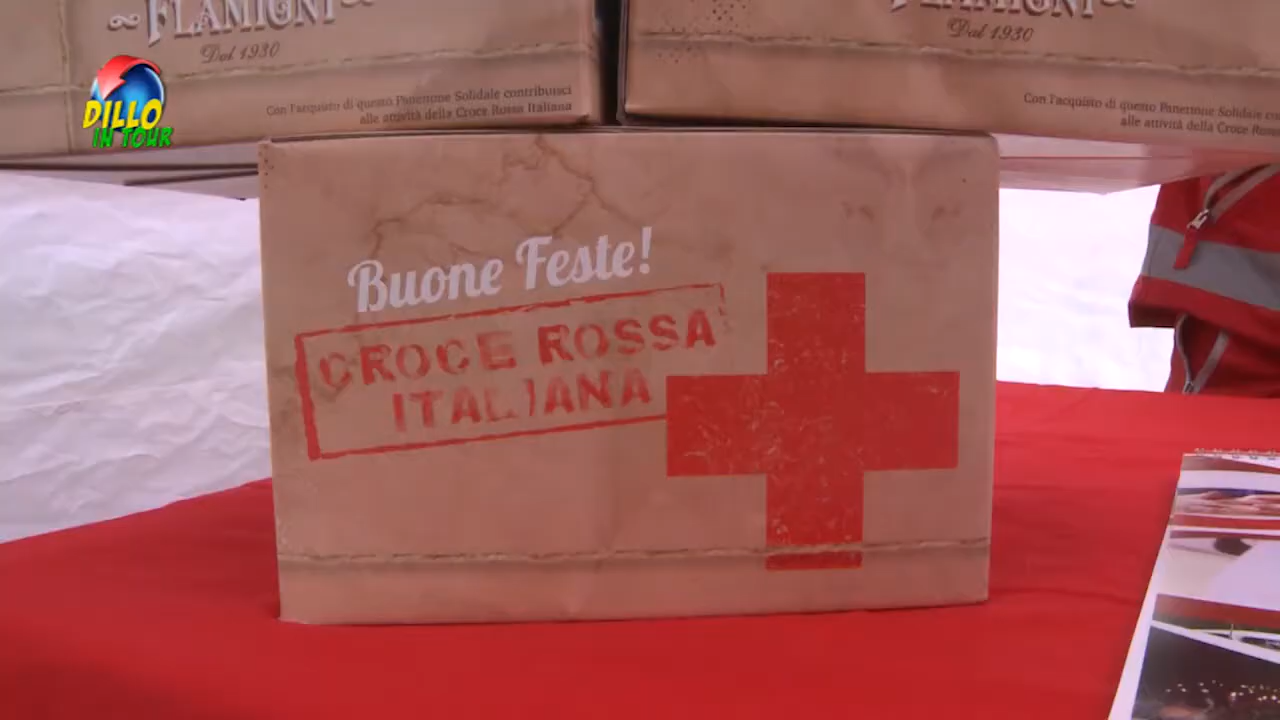 FLAMIGNI
Dal 1930
Con l'acquisto di questo Panettone Solidale contribuisci
alle attività della Croce Rossa Italiana
FLAMIGNI
Dal 1930
Con l'acquisto di questo Panettone Solidale
alle attività della Croce Rossa
DILLO
IN TOUR
Buone Feste!
CROCE ROSSA
ITALIANA